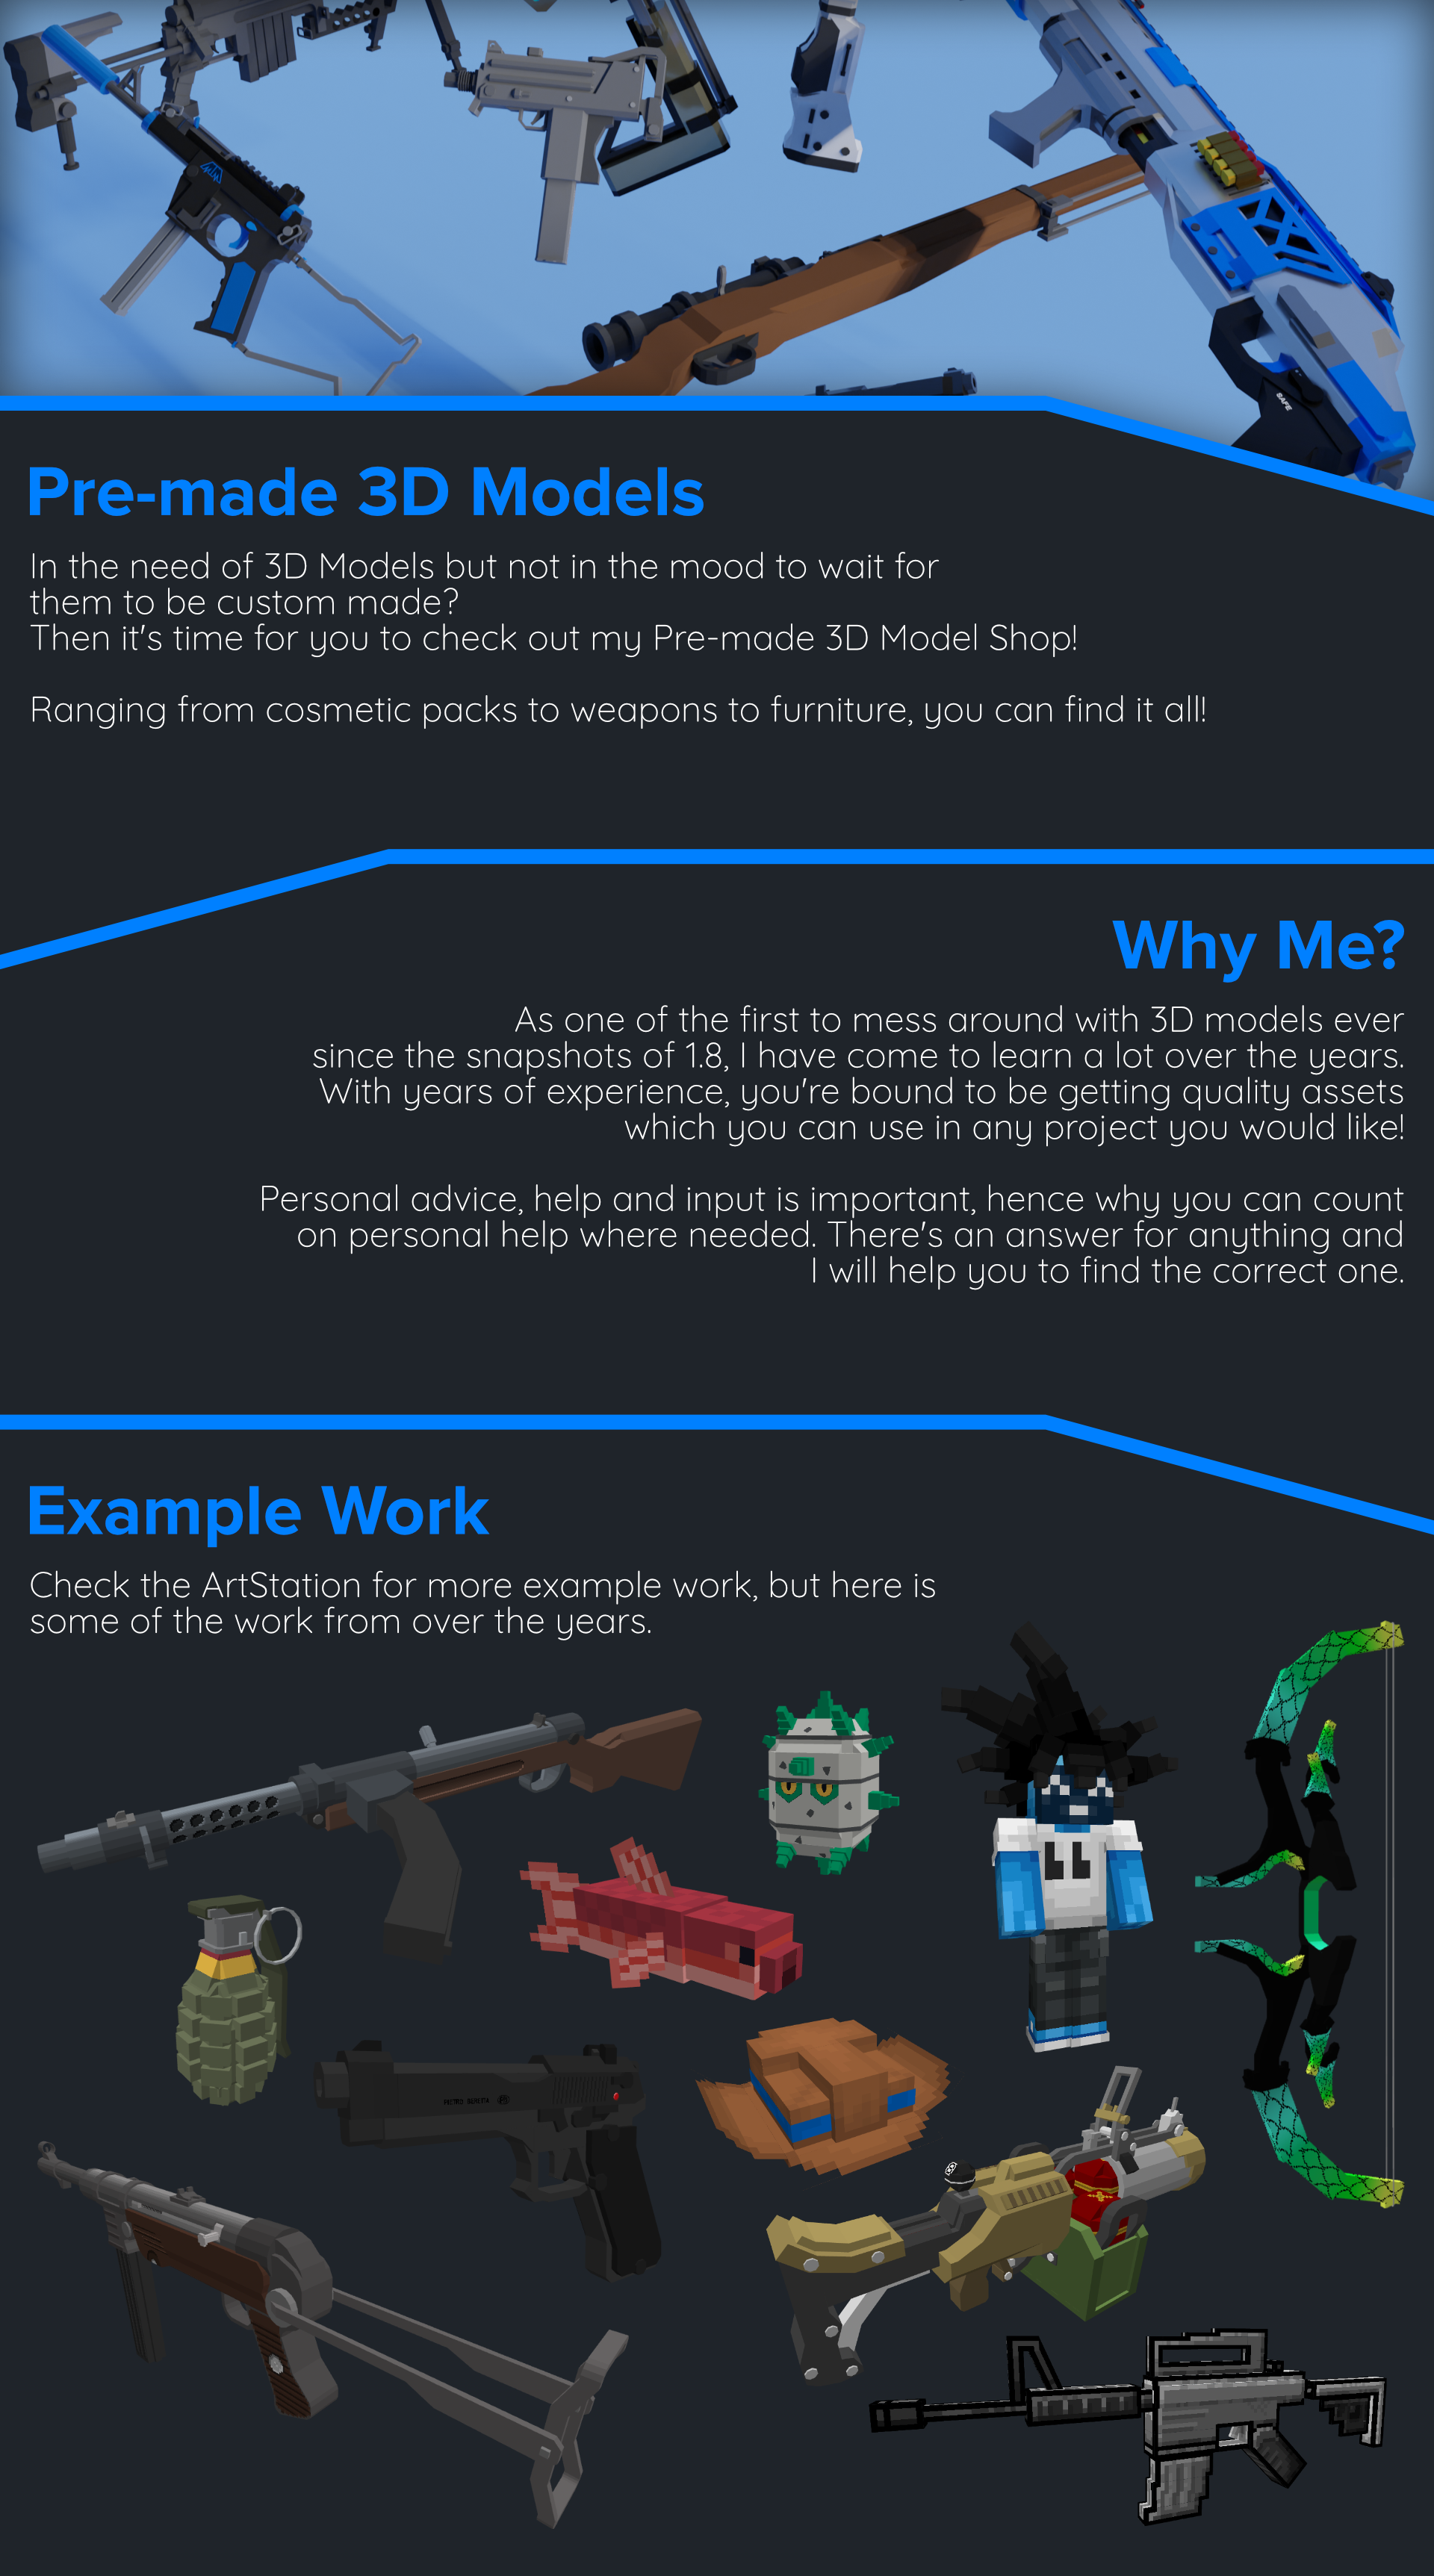 SAFE
Pre-made 3D Models
In the need of 3D Models but not in the mood to wait for
them to be custom made?
Then it's time for you to check out my Pre-made 3D Model Shop!
Ranging from cosmetic packs to weapons to furniture, you can find it all!
Why Me?
As one of the first to mess around with 3D models ever
since the snapshots of 1.8, I have come to learn a lot over the years.
With years of experience, you're bound to be getting quality assets
which you can use in any project you would like!
Personal advice, help and input is important, hence why you can count
on personal help where needed. There's an answer for anything and
I will help you to find the correct one.
Example Work
Check the ArtStation for more example work, but here is
some of the work from over the years.